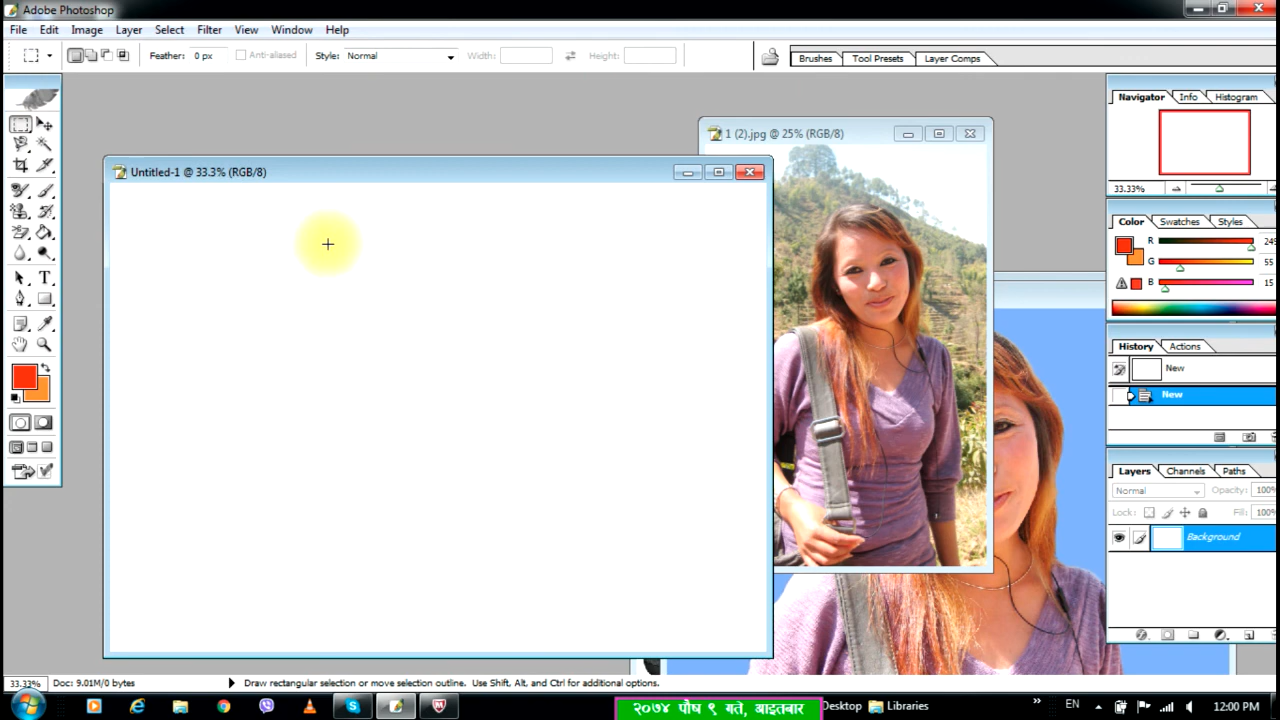 Adobe Photoshop
File Edit Image Layer Select Filter View Window Help
Feather: 0 px Anti-aliased Style: Normal Width: Height: Brushes Tool Presets Layer Comps
Navigator Info Histogram
1 (2).jpg @ 25% (RGB/8)
Untitled-1 @ 33.3% (RGB/8)
33.33%
Color Swatches Styles
R 249
G 55
B 15
T
History Actions
New
New
Layers Channels Paths
Normal Opacity: 100%
Lock: Fill: 100%
Background
33.33% Doc: 9.01M/0 bytes Draw rectangular selection or move selection outline. Use Shift, Alt, and Ctrl for additional options.
२०७४ पौष ९ गते, आइतबार Desktop Libraries EN 12:00 PM